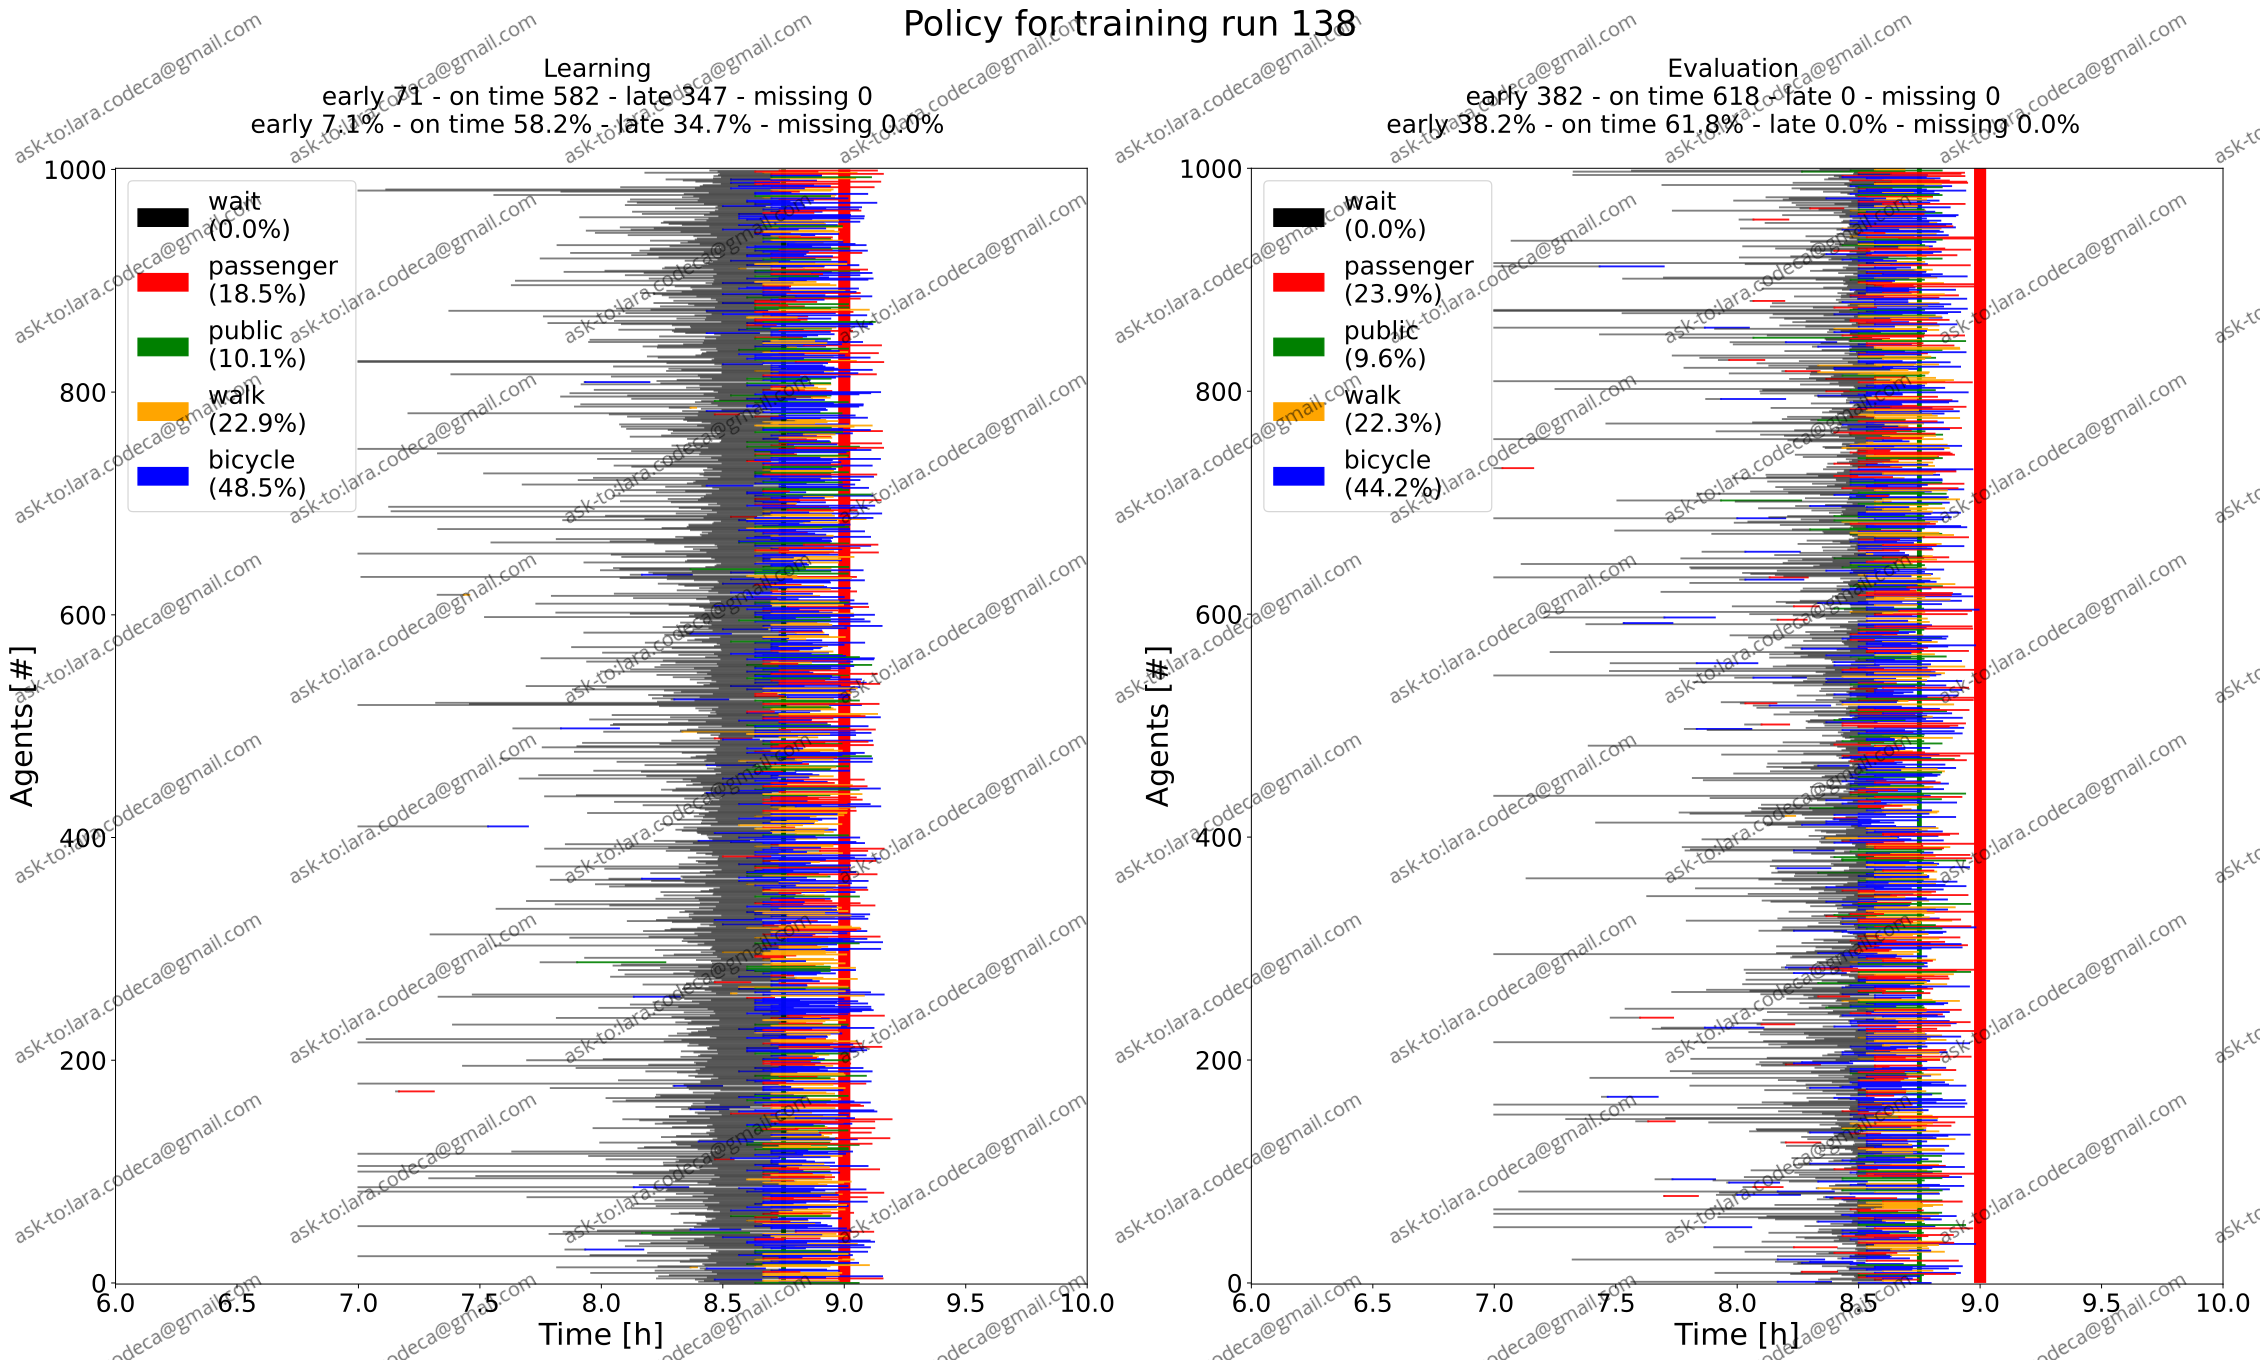 Policy for training run 138
Learning
early 71 - on time 582 - late 347 - missing 0
early 7.1% - on time 58.2% - late 34.7% - missing 0.0%
1000
800
600
400
200
0
Agents [#]
wait
(0.0%)
passenger
(18.5%)
public
(10.1%)
walk
(22.9%)
bicycle
(48.5%)
6.0 6.5 7.0 7.5 8.0 8.5 9.0 9.5 10.0
Time [h]
Evaluation
early 382 - on time 618 - late 0 - missing 0
early 38.2% - on time 61.8% - late 0.0% - missing 0.0%
1000
800
600
400
200
0
Agents [#]
wait
(0.0%)
passenger
(23.9%)
public
(9.6%)
walk
(22.3%)
bicycle
(44.2%)
6.0 6.5 7.0 7.5 8.0 8.5 9.0 9.5 10.0
Time [h]
ask-to:lara.codeca@gmail.com